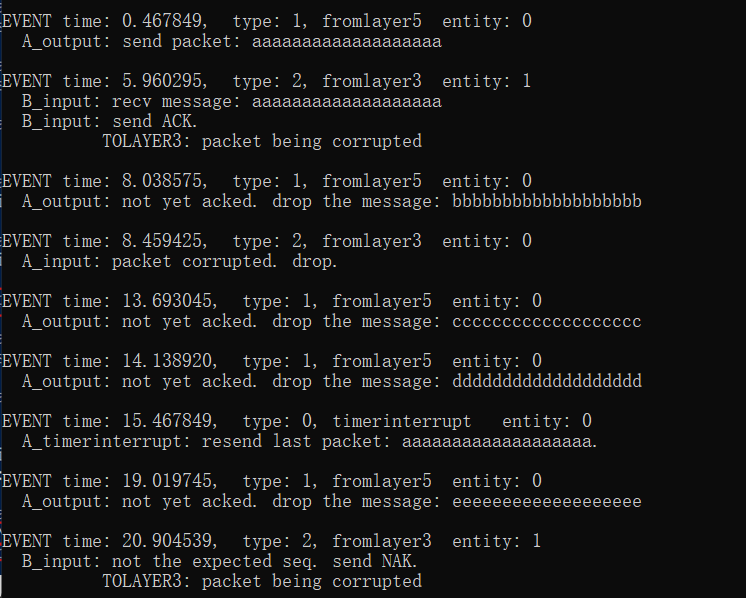 EVENT time: 0.467849,  type: 1, fromlayer5  entity: 0
A_output: send packet: aaaaaaaaaaaaaaaaaaa
EVENT time: 5.960295,  type: 2, fromlayer3  entity: 1
B_input: recv message: aaaaaaaaaaaaaaaaaaa
B_input: send ACK.
TOLAYER3: packet being corrupted
EVENT time: 8.038575,  type: 1, fromlayer5  entity: 0
A_output: not yet acked. drop the message: bbbbbbbbbbbbbbbbbbb
EVENT time: 8.459425,  type: 2, fromlayer3  entity: 0
A_input: packet corrupted. drop.
EVENT time: 13.693045,  type: 1, fromlayer5  entity: 0
A_output: not yet acked. drop the message: ccccccccccccccccccc
EVENT time: 14.138920,  type: 1, fromlayer5  entity: 0
A_output: not yet acked. drop the message: ddddddddddddddddddd
EVENT time: 15.467849,  type: 0, timerinterrupt   entity: 0
A_timerinterrupt: resend last packet: aaaaaaaaaaaaaaaaaaa.
EVENT time: 19.019745,  type: 1, fromlayer5  entity: 0
A_output: not yet acked. drop the message: eeeeeeeeeeeeeeeeeee
EVENT time: 20.904539,  type: 2, fromlayer3  entity: 1
B_input: not the expected seq. send NAK.
TOLAYER3: packet being corrupted